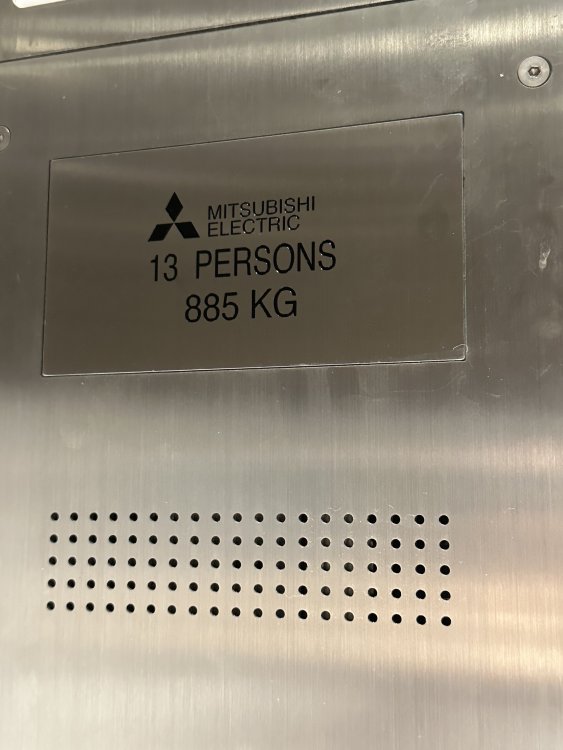 MITSUBISHI
ELECTRIC
13 PERSONS
885 KG